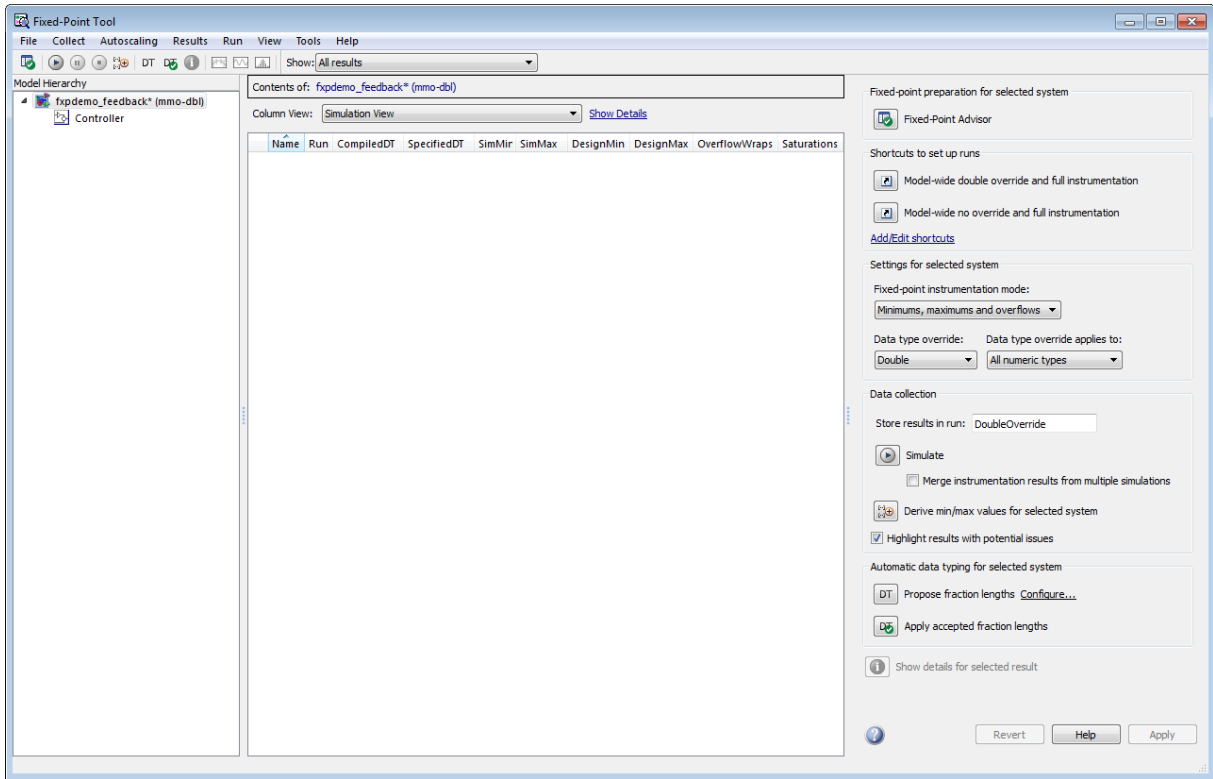 Fixed-Point Tool
File Collect Autoscaling Results Run View Tools Help
DT DT Show: All results
Model Hierarchy
fxpdemo_feedback* (mmo-dbl)
Controller
Contents of: fxpdemo_feedback* (mmo-dbl)
Column View: Simulation View Show Details
Name Run CompiledDT SpecifiedDT SimMin SimMax DesignMin DesignMax OverflowWraps Saturations
Fixed-point preparation for selected system
Fixed-Point Advisor
Shortcuts to set up runs
Model-wide double override and full instrumentation
Model-wide no override and full instrumentation
Add/Edit shortcuts
Settings for selected system
Fixed-point instrumentation mode:
Minimums, maximums and overflows
Data type override: Data type override applies to:
Double All numeric types
Data collection
Store results in run: DoubleOverride
Simulate
Merge instrumentation results from multiple simulations
Derive min/max values for selected system
Highlight results with potential issues
Automatic data typing for selected system
DT Propose fraction lengths Configure...
DT Apply accepted fraction lengths
Show details for selected result
Revert Help Apply